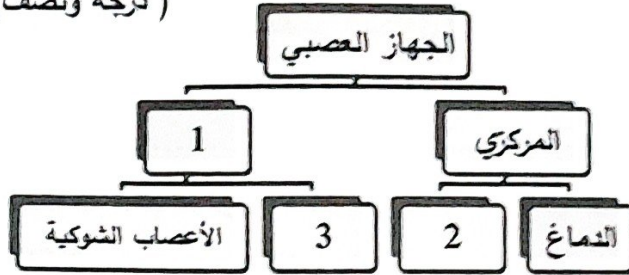 ( درجة ونصف
الجهاز العصبي
المركزي
1
الدماغ
2
3
الأعصاب الشوكية